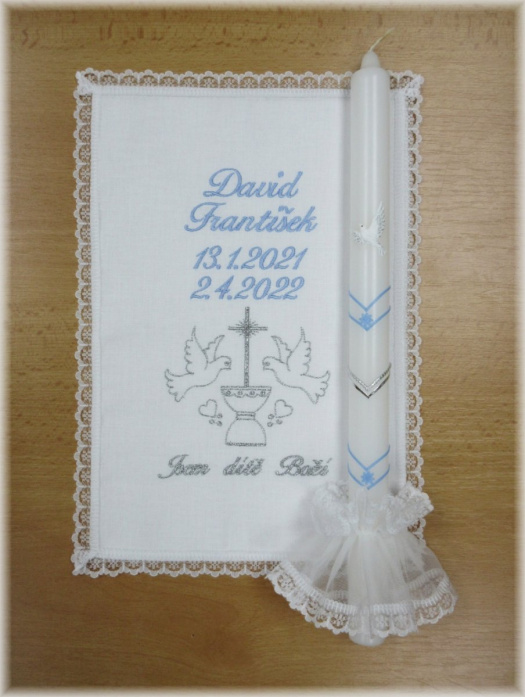 David
František
13.1.2021
2.4.2022
Jsem dítě Boží